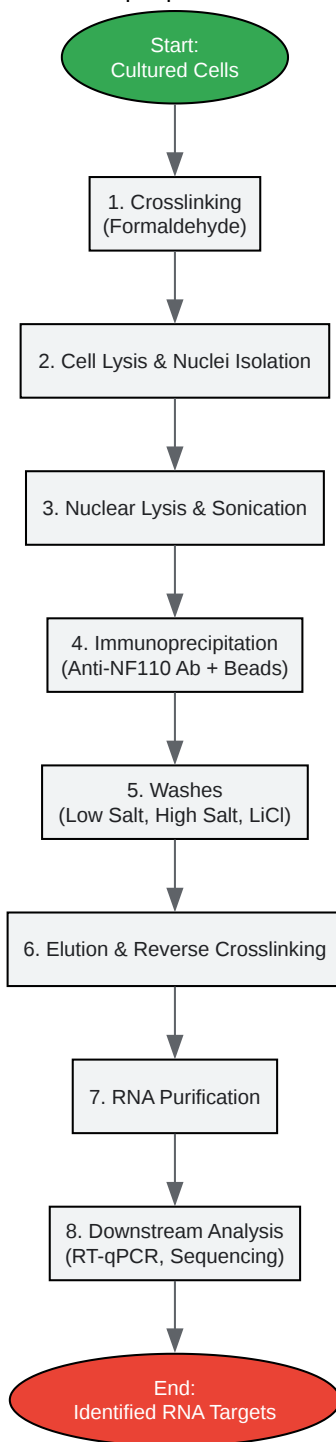 Start:
Cultured Cells
1. Crosslinking
(Formaldehyde)
2. Cell Lysis & Nuclei Isolation
3. Nuclear Lysis & Sonication
4. Immunoprecipitation
(Anti-NF110 Ab + Beads)
5. Washes
(Low Salt, High Salt, LiCl)
6. Elution & Reverse Crosslinking
7. RNA Purification
8. Downstream Analysis
(RT-qPCR, Sequencing)
End:
Identified RNA Targets